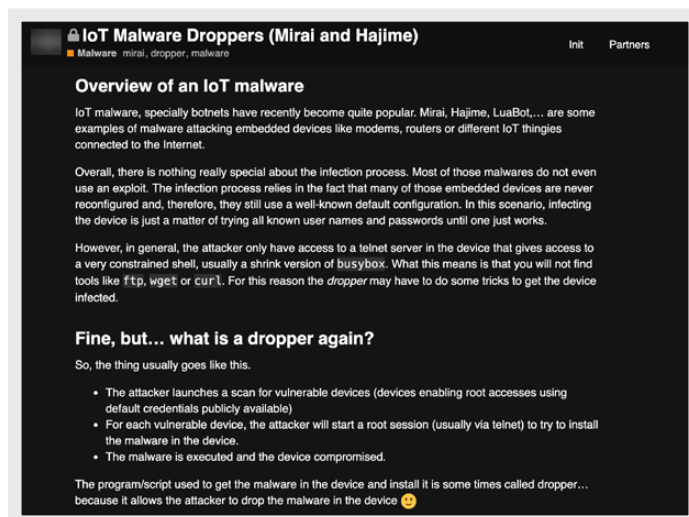 IoT Malware Droppers (Mirai and Hajime)
Malware mirai, dropper, malware
Init Partners
Overview of an IoT malware
IoT malware, specially botnets have recently become quite popular. Mirai, Hajime, LuaBot,... are some
examples of malware attacking embedded devices like modems, routers or different IoT thingies
connected to the Internet.
Overall, there is nothing really special about the infection process. Most of those malwares do not even
use an exploit. The infection process relies in the fact that many of those embedded devices are never
reconfigured and, therefore, they still use a well-known default configuration. In this scenario, infecting
the device is just a matter of trying all known user names and passwords until one just works.
However, in general, the attacker only have access to a telnet server in the device that gives access to
a very constrained shell, usually a shrink version of busybox. What this means is that you will not find
tools like ftp, wget or curl. For this reason the dropper may have to do some tricks to get the device
infected.
Fine, but... what is a dropper again?
So, the thing usually goes like this.
• The attacker launches a scan for vulnerable devices (devices enabling root accesses using
default credentials publicly available)
• For each vulnerable device, the attacker will start a root session (usually via telnet) to try to install
the malware in the device.
• The malware is executed and the device compromised.
The program/script used to get the malware in the device and install it is some times called dropper...
because it allows the attacker to drop the malware in the device 🙂